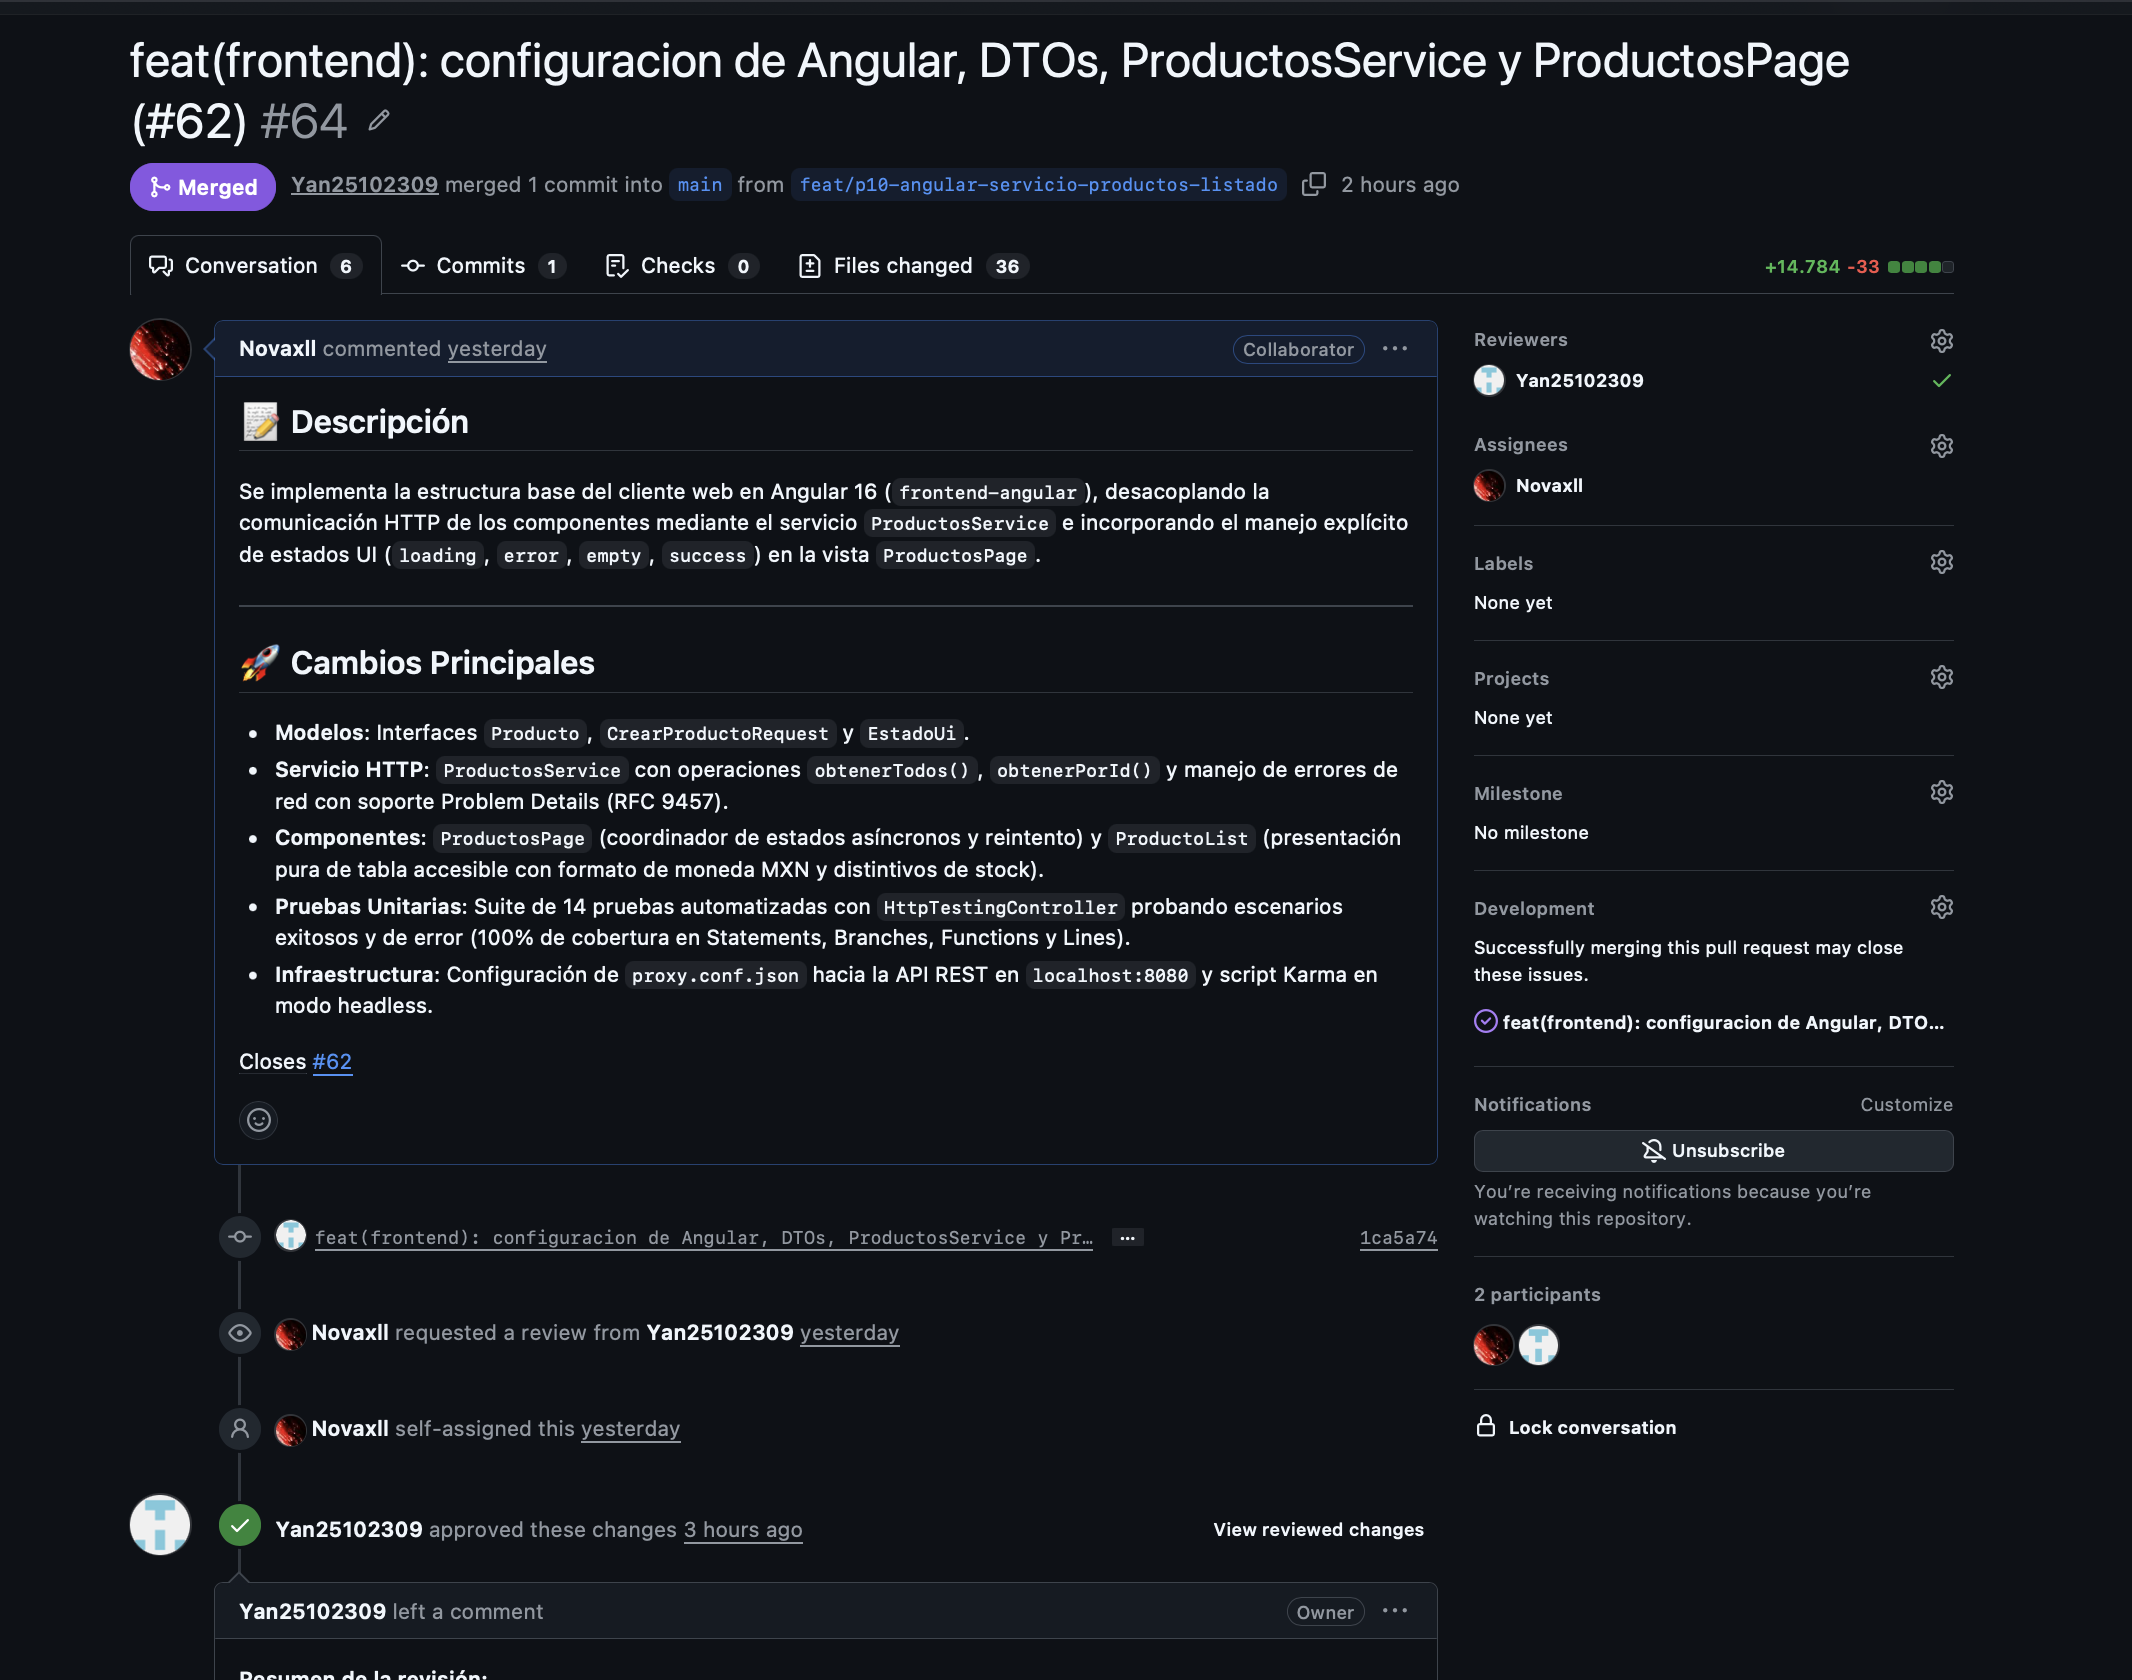 feat(frontend): configuracion de Angular, DTOs, ProductosService y ProductosPage
(#62) #64
Merged Yan25102309 merged 1 commit into main from feat/p10-angular-servicio-productos-listado 2 hours ago
Conversation 6 Commits 1 Checks 0 Files changed 36 +14.784 -33
Novaxll commented yesterday Collaborator
Descripción
Se implementa la estructura base del cliente web en Angular 16 ( frontend-angular ), desacoplando la
comunicación HTTP de los componentes mediante el servicio ProductosService e incorporando el manejo explícito
de estados UI ( loading , error , empty , success ) en la vista ProductosPage .
Cambios Principales
• Modelos: Interfaces Producto , CrearProductoRequest y EstadoUi .
• Servicio HTTP: ProductosService con operaciones obtenerTodos() , obtenerPorId() y manejo de errores de
red con soporte Problem Details (RFC 9457).
• Componentes: ProductosPage (coordinador de estados asíncronos y reintento) y ProductoList (presentación
pura de tabla accesible con formato de moneda MXN y distintivos de stock).
• Pruebas Unitarias: Suite de 14 pruebas automatizadas con HttpTestingController probando escenarios
exitosos y de error (100% de cobertura en Statements, Branches, Functions y Lines).
• Infraestructura: Configuración de proxy.conf.json hacia la API REST en localhost:8080 y script Karma en
modo headless.
Closes #62
feat(frontend): configuracion de Angular, DTOs, ProductosService y Pr… ... 1ca5a74
Novaxll requested a review from Yan25102309 yesterday
Novaxll self-assigned this yesterday
Yan25102309 approved these changes 3 hours ago View reviewed changes
Yan25102309 left a comment Owner
Resumen de la revisión:
Reviewers
Yan25102309
Assignees
Novaxll
Labels
None yet
Projects
None yet
Milestone
No milestone
Development
Successfully merging this pull request may close
these issues.
feat(frontend): configuracion de Angular, DTO...
Notifications Customize
Unsubscribe
You’re receiving notifications because you’re
watching this repository.
2 participants
Lock conversation